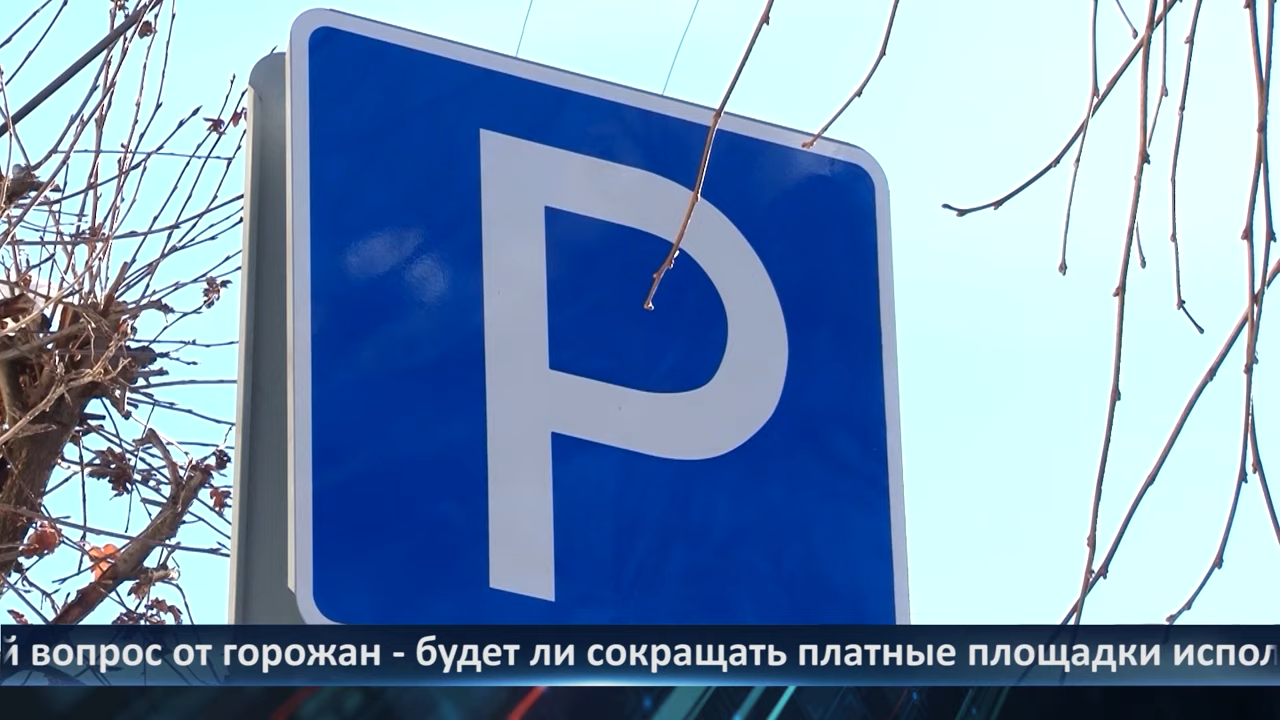 P
й вопрос от горожан - будет ли сокращать платные площадки испол